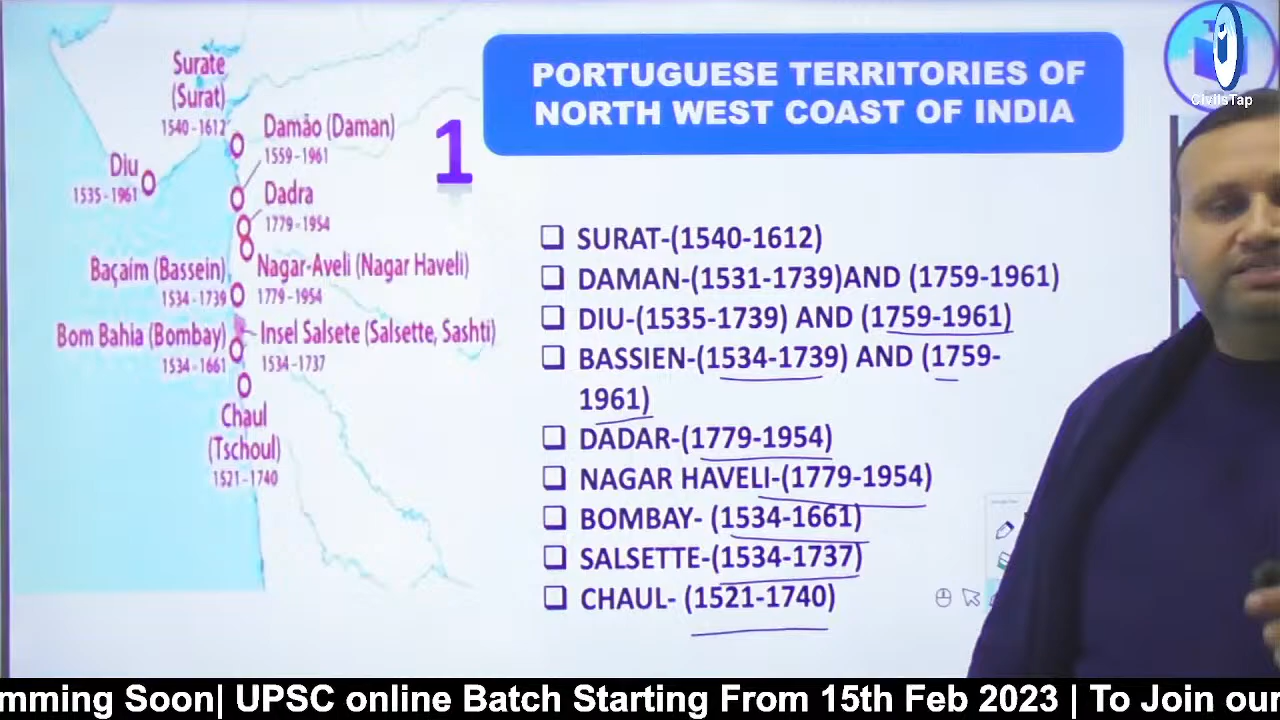 Surate
(Surat)
1540 - 1612
Damão (Daman)
1559 - 1961
Diu
1535 - 1961
Dadra
1779 - 1954
Baçaím (Bassein)
1534 - 1739
Nagar-Aveli (Nagar Haveli)
1779 - 1954
Bom Bahia (Bombay)
1534 - 1661
Insel Salsete (Salsette, Sashti)
1534 - 1737
Chaul
(Tschoul)
1521 - 1740
1
PORTUGUESE TERRITORIES OF
NORTH WEST COAST OF INDIA
CivilsTap
SURAT-(1540-1612)
DAMAN-(1531-1739)AND (1759-1961)
DIU-(1535-1739) AND (1759-1961)
BASSIEN-(1534-1739) AND (1759-
1961)
DADAR-(1779-1954)
NAGAR HAVELI-(1779-1954)
BOMBAY- (1534-1661)
SALSETTE-(1534-1737)
CHAUL- (1521-1740)
mming Soon| UPSC online Batch Starting From 15th Feb 2023 | To Join our